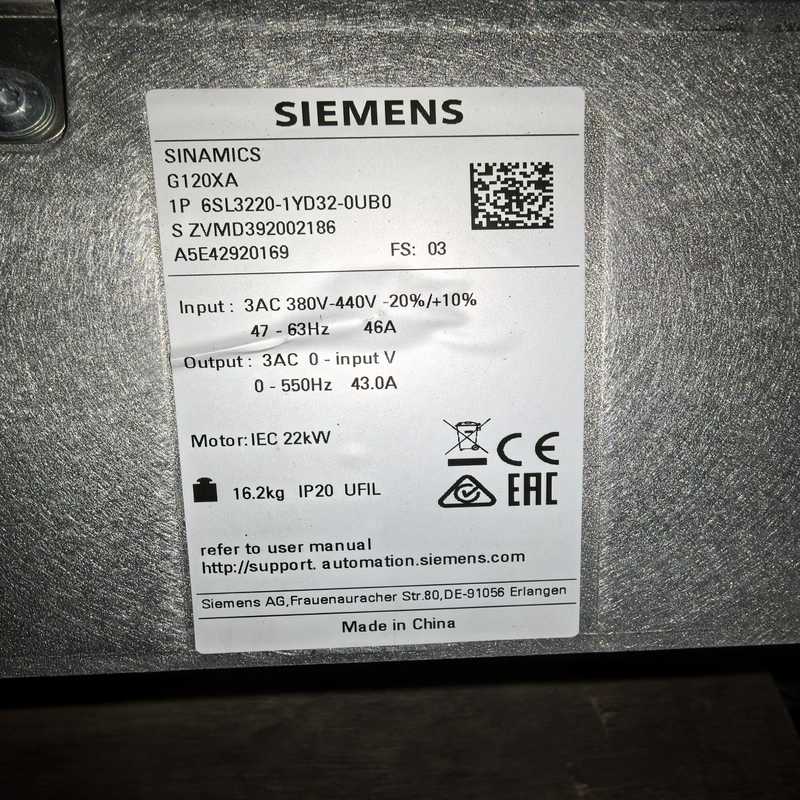 SIEMENS
SINAMICS
G120XA
1P 6SL3220-1YD32-0UB0
S ZVMD392002186
A5E42920169 FS: 03
Input : 3AC 380V-440V -20%/+10%
47 - 63Hz 46A
Output : 3AC 0 - input V
0 - 550Hz 43.0A
Motor: IEC 22kW
CE
EAC
16.2kg IP20 UFIL
refer to user manual
http://support. automation.siemens.com
Siemens AG,Frauenauracher Str.80,DE-91056 Erlangen
Made in China